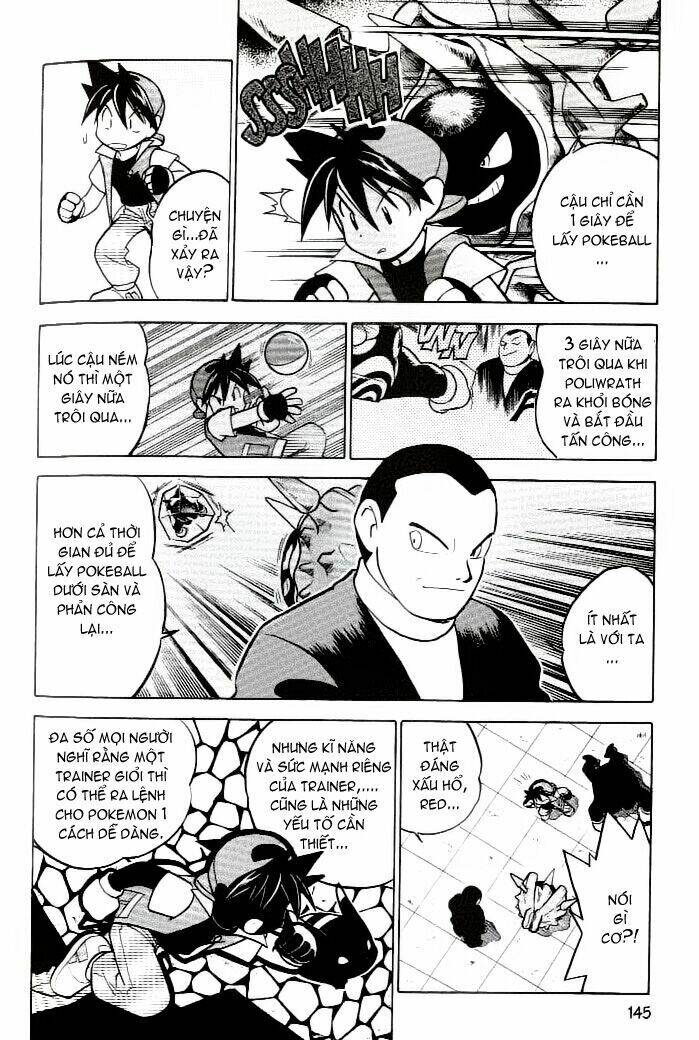 SSSSHHHHH
CẬU CHỈ CẦN
1 GIÂY ĐỂ
LẤY POKEBALL
...
CHUYỆN
GÌ...ĐÃ
XẢY RA
VẬY?
3 GIÂY NỮA
TRÔI QUA KHI
POLIWRATH
RA KHỎI BÓNG
VÀ BẮT ĐẦU
TẤN CÔNG...
LÚC CẬU NÉM
NÓ THÌ MỘT
GIÂY NỮA
TRÔI QUA...
ÍT NHẤT
LÀ VỚI TA
...
HƠN CẢ THỜI
GIAN ĐỦ ĐỂ
LẤY POKEBALL
DƯỚI SÀN VÀ
PHẢN CÔNG
LẠI...
THẬT
ĐÁNG
XẤU HỔ,
RED...
NÓI
GÌ
CƠ?!
NHƯNG KĨ NĂNG
VÀ SỨC MẠNH RIÊNG
CỦA TRAINER,....
CŨNG LÀ NHỮNG
YẾU TỐ CẦN
THIẾT...
ĐA SỐ MỌI NGƯỜI
NGHĨ RẰNG MỘT
TRAINER GIỎI THÌ
CÓ THỂ RA LỆNH
CHO POKEMON 1
CÁCH DỄ DÀNG.
145